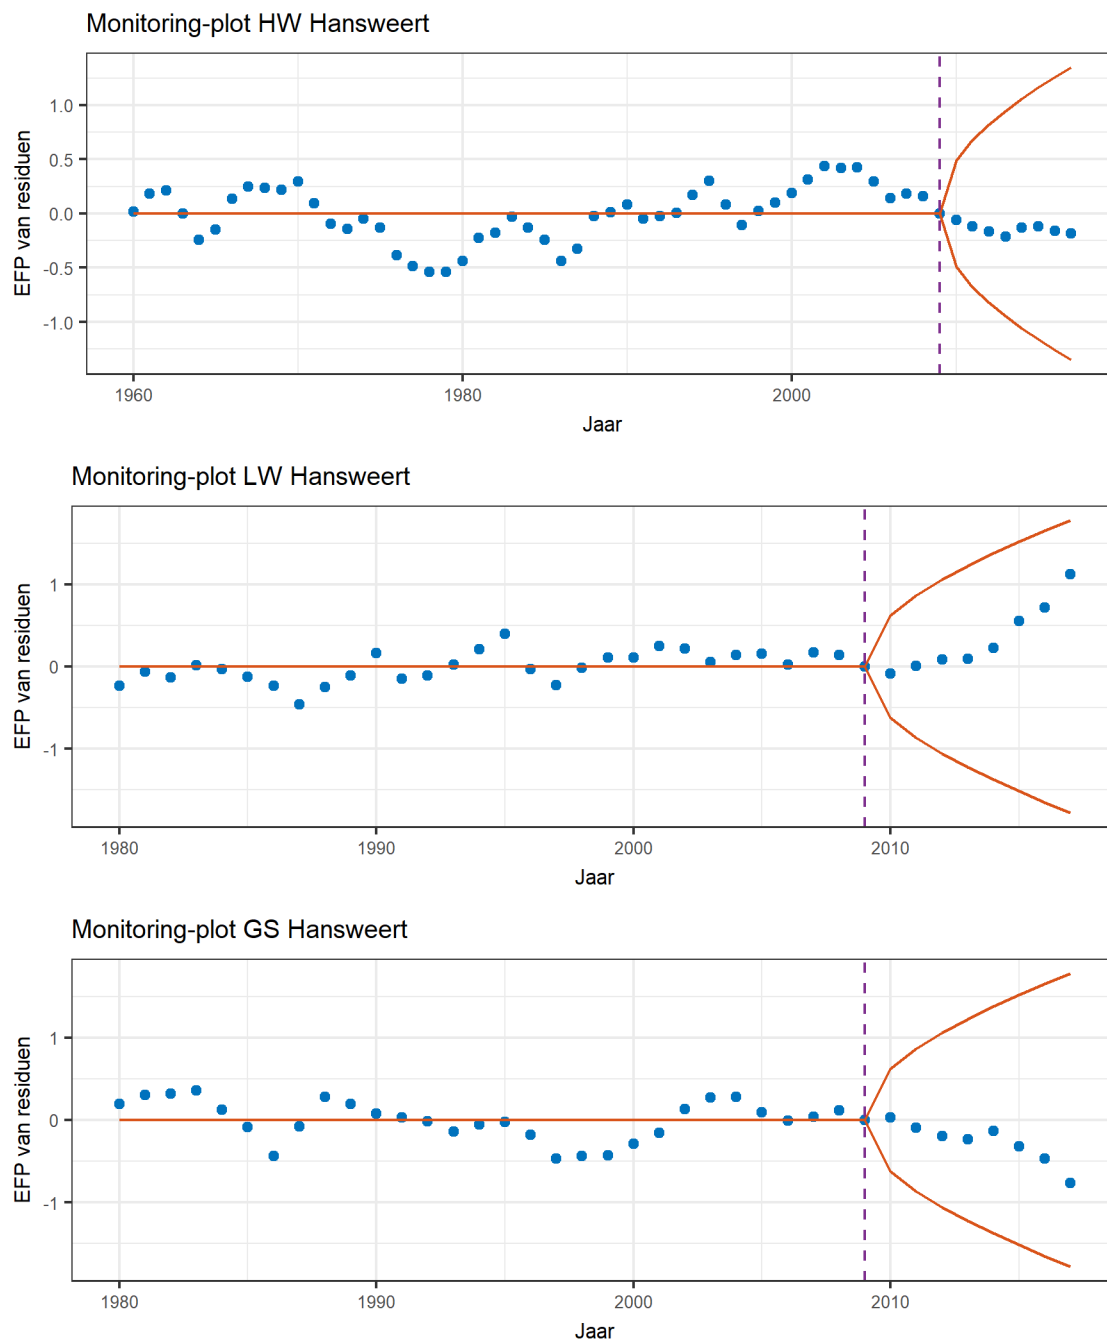 Monitoring-plot HW Hansweert
EFP van residuen
1.0
0.5
0.0
-0.5
-1.0
1960 1980 2000
Jaar
Monitoring-plot LW Hansweert
EFP van residuen
1
0
-1
1980 1990 2000 2010
Jaar
Monitoring-plot GS Hansweert
EFP van residuen
1
0
-1
1980 1990 2000 2010
Jaar